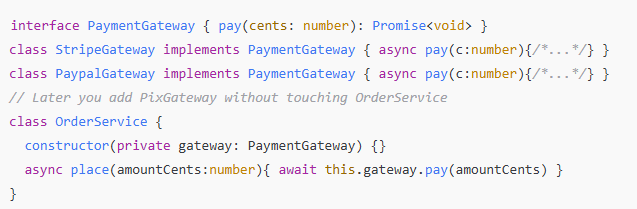 interface PaymentGateway { pay(cents: number): Promise<void> }
class StripeGateway implements PaymentGateway { async pay(c:number){/*...*/} }
class PaypalGateway implements PaymentGateway { async pay(c:number){/*...*/} }
// Later you add PixGateway without touching OrderService
class OrderService {
  constructor(private gateway: PaymentGateway) {}
  async place(amountCents:number){ await this.gateway.pay(amountCents) }
}